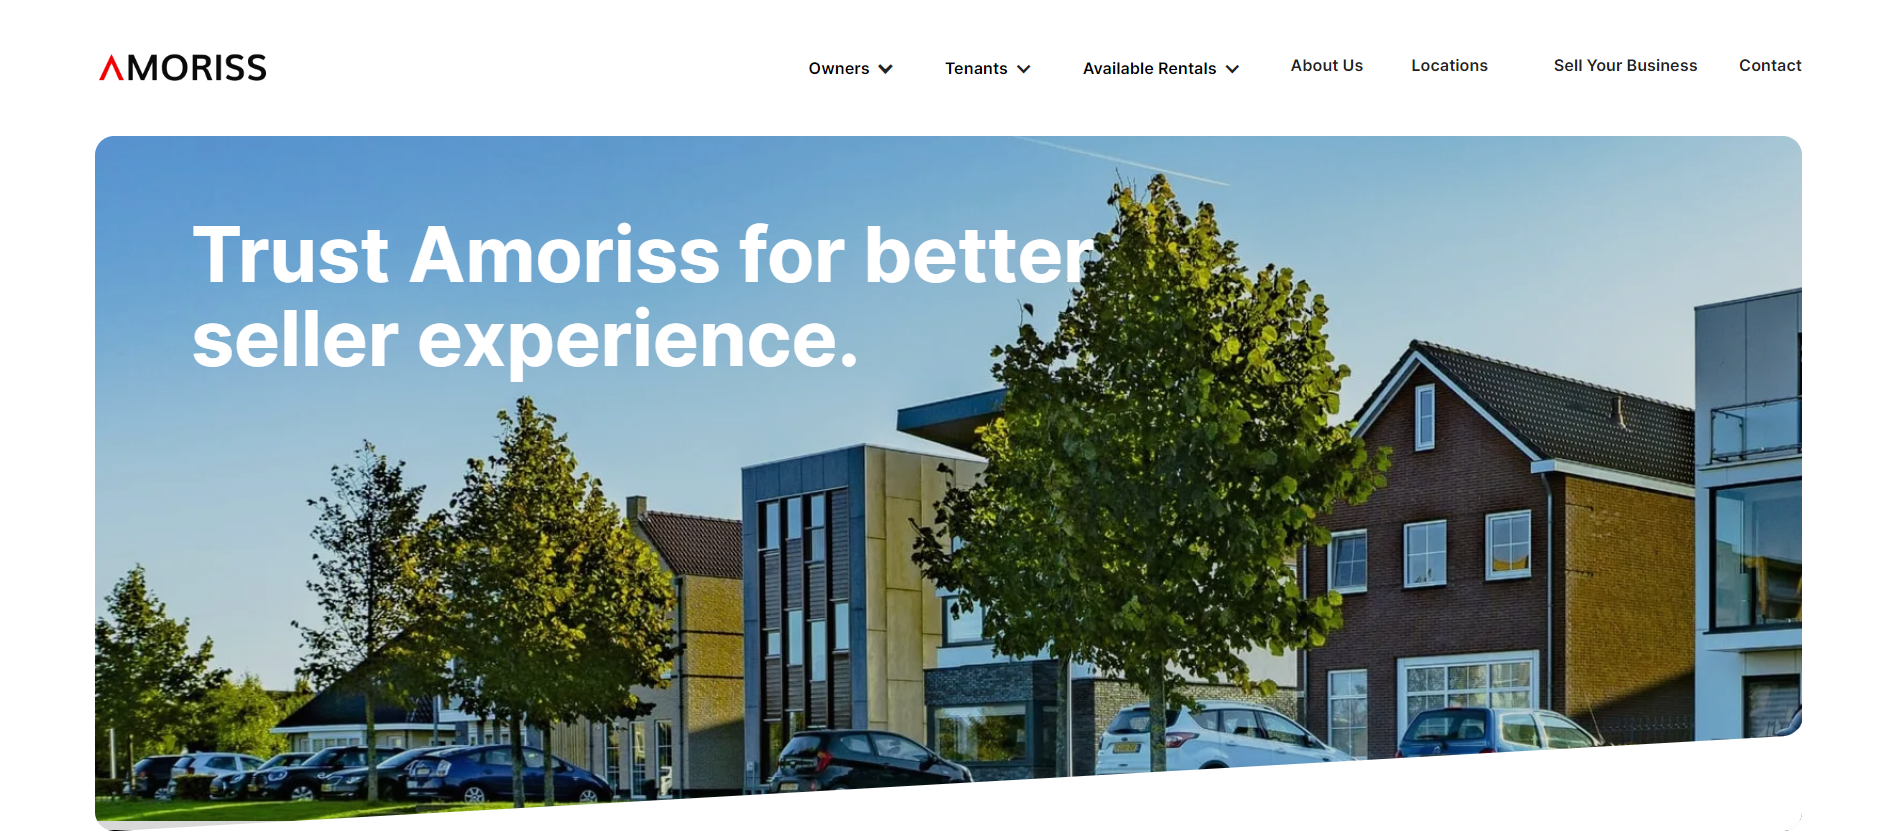 AMORISS
Owners Tenants Available Rentals About Us Locations Sell Your Business Contact
Trust Amoriss for better
seller experience.